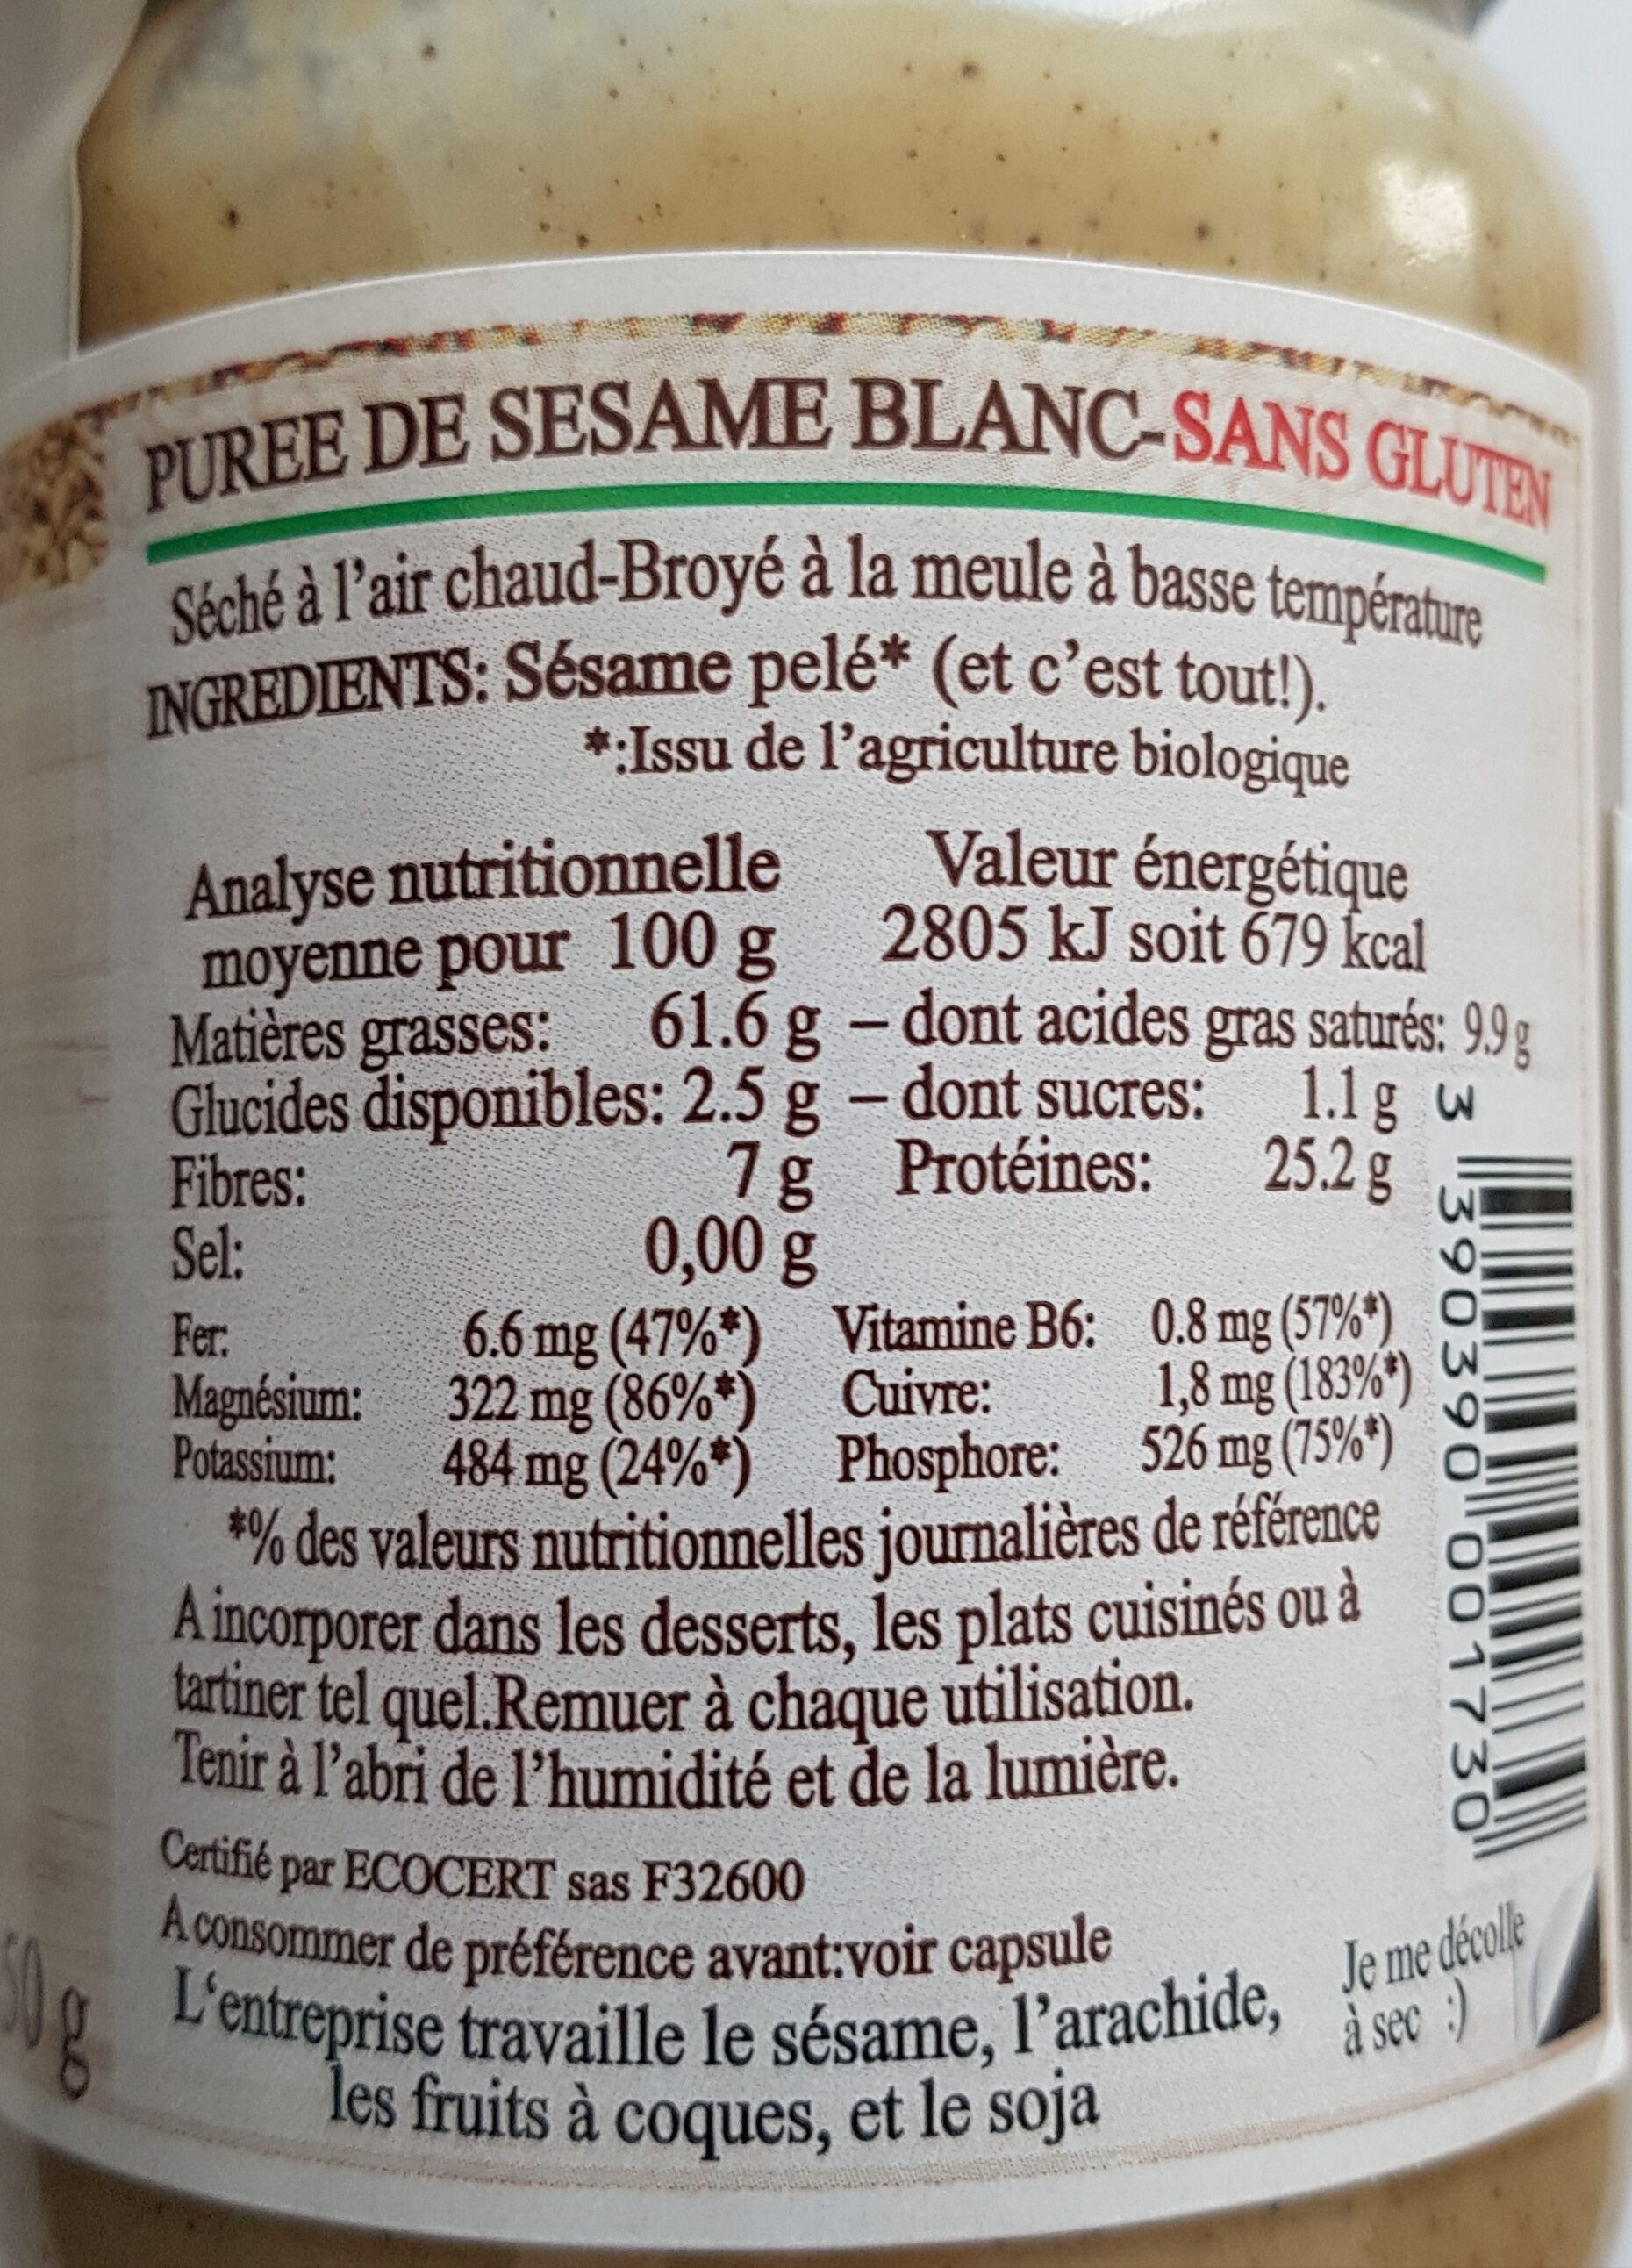 PUREE DE SESAME BLANC-SANS GLUTEN
Séché à l'air chaud-Broyé à la meule à basse température
INGREDIENTS: Sésame pelé* (et c'est tout!).
*:Issu de l'agriculture biologique
Analyse nutritionnelle Valeur énergétique
moyenne pour 100 g 2805 kJ soit 679 kcal
Matières grasses: 61.6 g – dont acides gras saturés: 9.9 g
Glucides disponibles: 2.5 g – dont sucres: 1.1 g
Fibres: 7 g Protéines: 25.2 g
Sel: 0,00 g
Fer: 6.6 mg (47%*) Vitamine B6: 0.8 mg (57%*)
Magnésium: 322 mg (86%*) Cuivre: 1,8 mg (183%*)
Potassium: 484 mg (24%*) Phosphore: 526 mg (75%*)
*% des valeurs nutritionnelles journalières de référence
A incorporer dans les desserts, les plats cuisinés ou à
tartiner tel quel.Remuer à chaque utilisation.
Tenir à l'abri de l'humidité et de la lumière.
Certifié par ECOCERT sas F32600
A consommer de préférence avant:voir capsule
L'entreprise travaille le sésame, l'arachide,
les fruits à coques, et le soja
3 390390 001730
Je me décolle
à sec :)
50 g